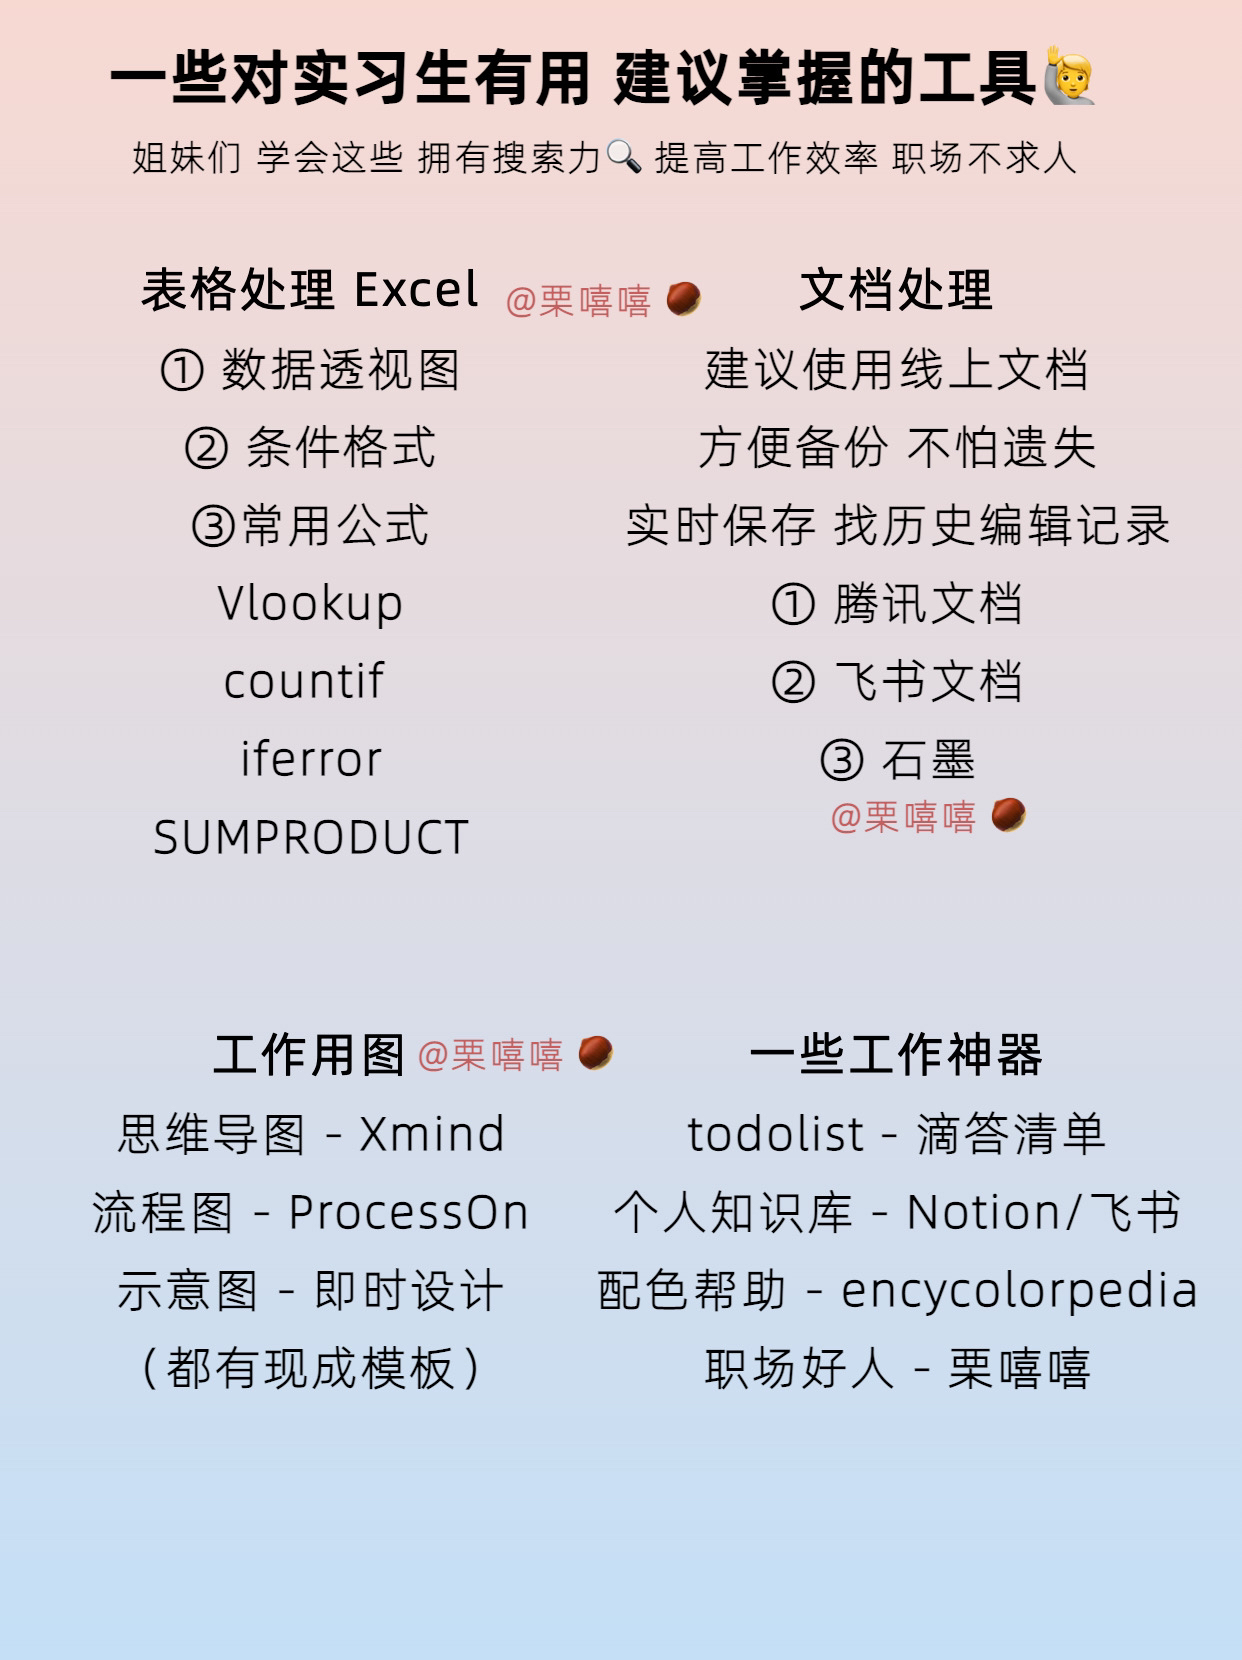 一些对实习生有用 建议掌握的工具🙋
姐妹们 学会这些 拥有搜索力🔍 提高工作效率 职场不求人
表格处理 Excel
@栗嘻嘻 🌰
① 数据透视图
② 条件格式
③常用公式
Vlookup
countif
iferror
SUMPRODUCT
文档处理
建议使用线上文档
方便备份 不怕遗失
实时保存 找历史编辑记录
① 腾讯文档
② 飞书文档
③ 石墨
@栗嘻嘻 🌰
工作用图
@栗嘻嘻 🌰
思维导图 - Xmind
流程图 - ProcessOn
示意图 - 即时设计
（都有现成模板）
一些工作神器
todolist - 滴答清单
个人知识库 - Notion/飞书
配色帮助 - encycolorpedia
职场好人 - 栗嘻嘻